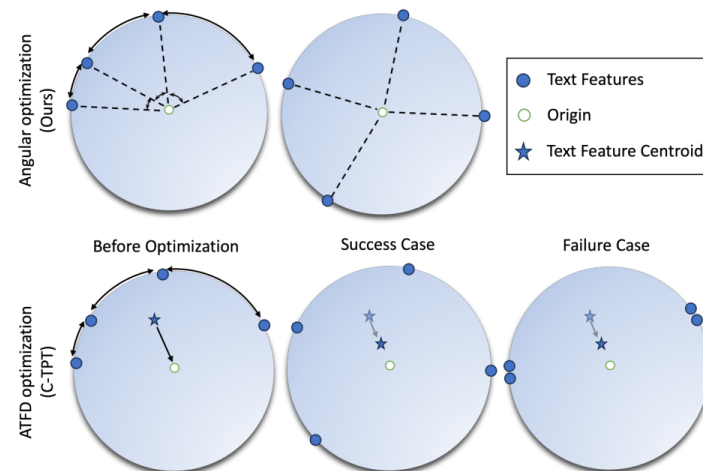 Angular optimization
(Ours)
Text Features
Origin
Text Feature Centroid
Before Optimization
Success Case
Failure Case
ATFD optimization
(C-TPT)